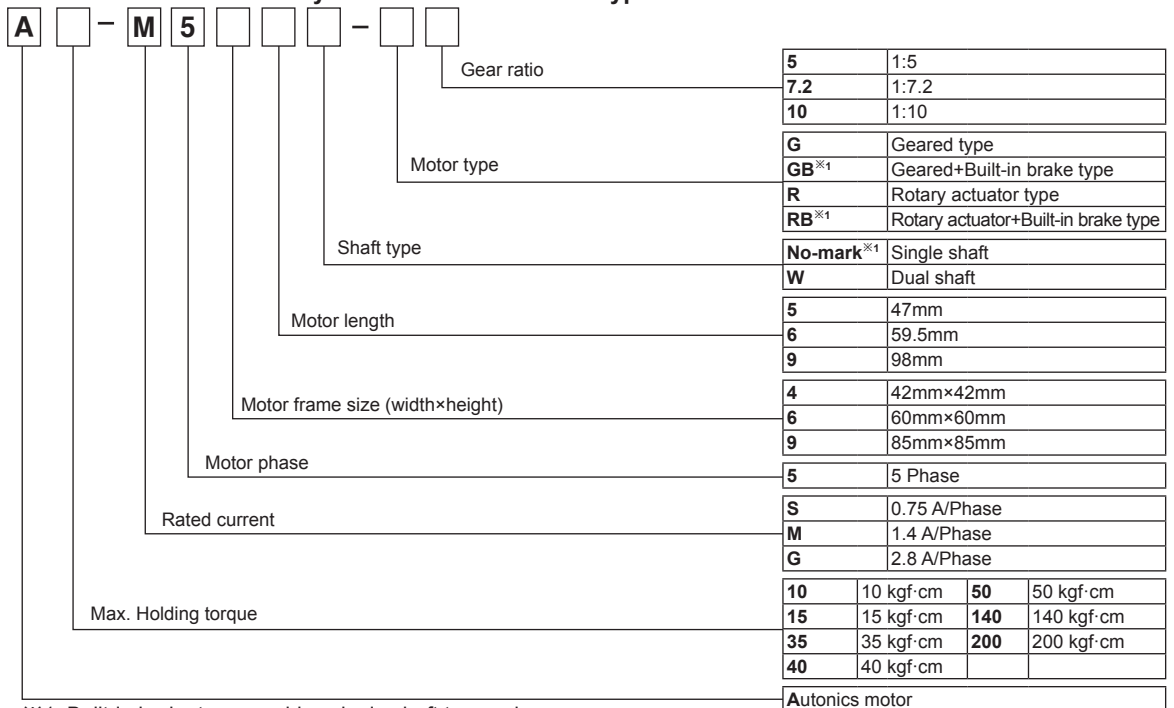 A - M 5 -
Gear ratio
5 1:5
7.2 1:7.2
10 1:10
Motor type
G Geared type
GB※1 Geared+Built-in brake type
R Rotary actuator type
RB※1 Rotary actuator+Built-in brake type
Shaft type
No-mark※1 Single shaft
W Dual shaft
Motor length
5 47mm
6 59.5mm
9 98mm
Motor frame size (width×height)
4 42mm×42mm
6 60mm×60mm
9 85mm×85mm
Motor phase
5 5 Phase
Rated current
S 0.75 A/Phase
M 1.4 A/Phase
G 2.8 A/Phase
Max. Holding torque
10 10 kgf·cm 50 50 kgf·cm
15 15 kgf·cm 140 140 kgf·cm
35 35 kgf·cm 200 200 kgf·cm
40 40 kgf·cm
Autonics motor